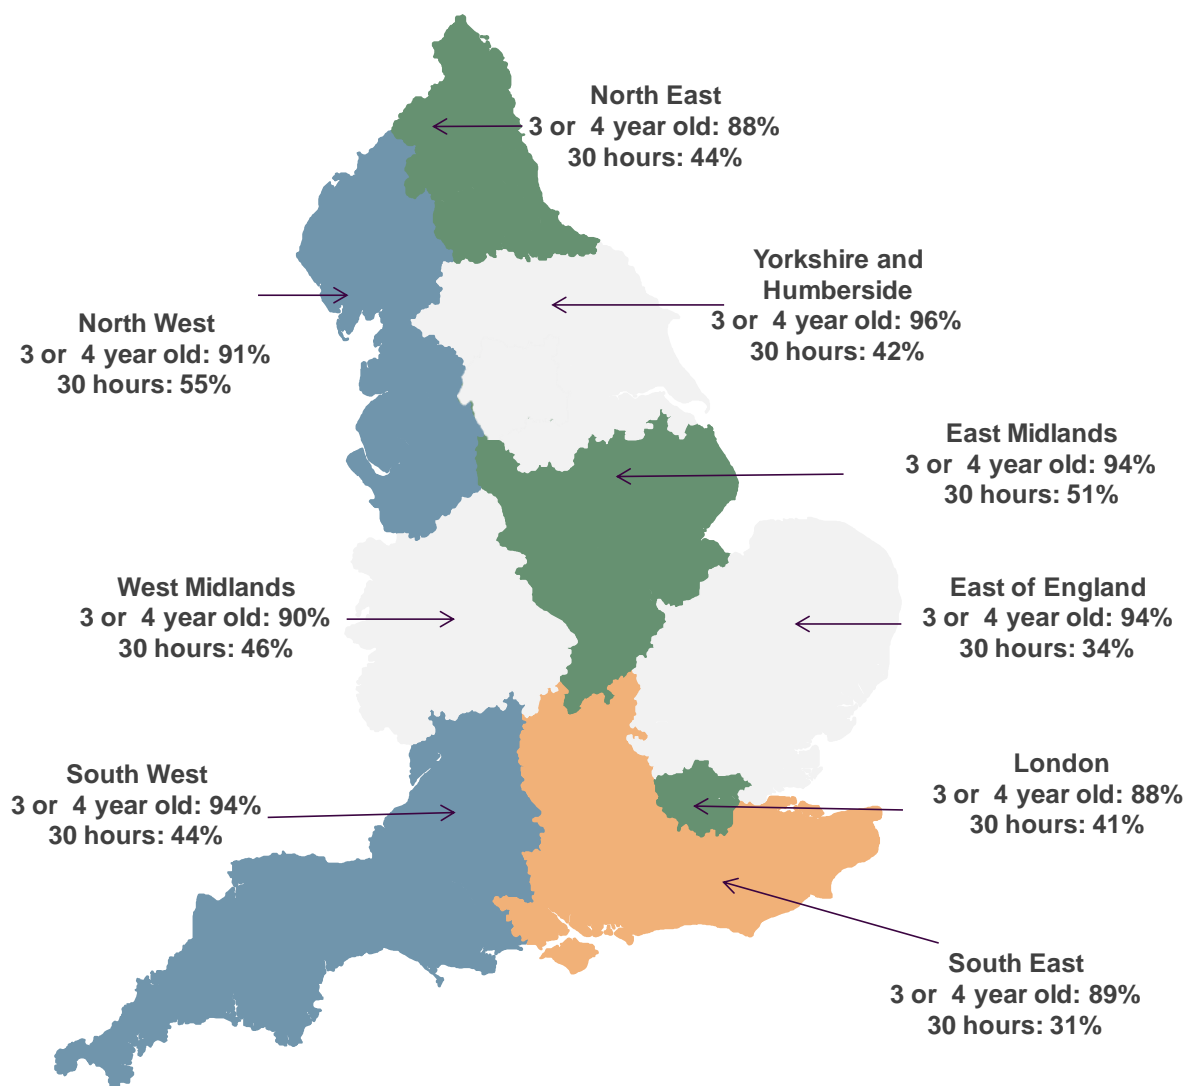 North East
3 or 4 year old: 88%
30 hours: 44%
Yorkshire and
Humberside
3 or 4 year old: 96%
30 hours: 42%
North West
3 or 4 year old: 91%
30 hours: 55%
East Midlands
3 or 4 year old: 94%
30 hours: 51%
West Midlands
3 or 4 year old: 90%
30 hours: 46%
East of England
3 or 4 year old: 94%
30 hours: 34%
South West
3 or 4 year old: 94%
30 hours: 44%
London
3 or 4 year old: 88%
30 hours: 41%
South East
3 or 4 year old: 89%
30 hours: 31%